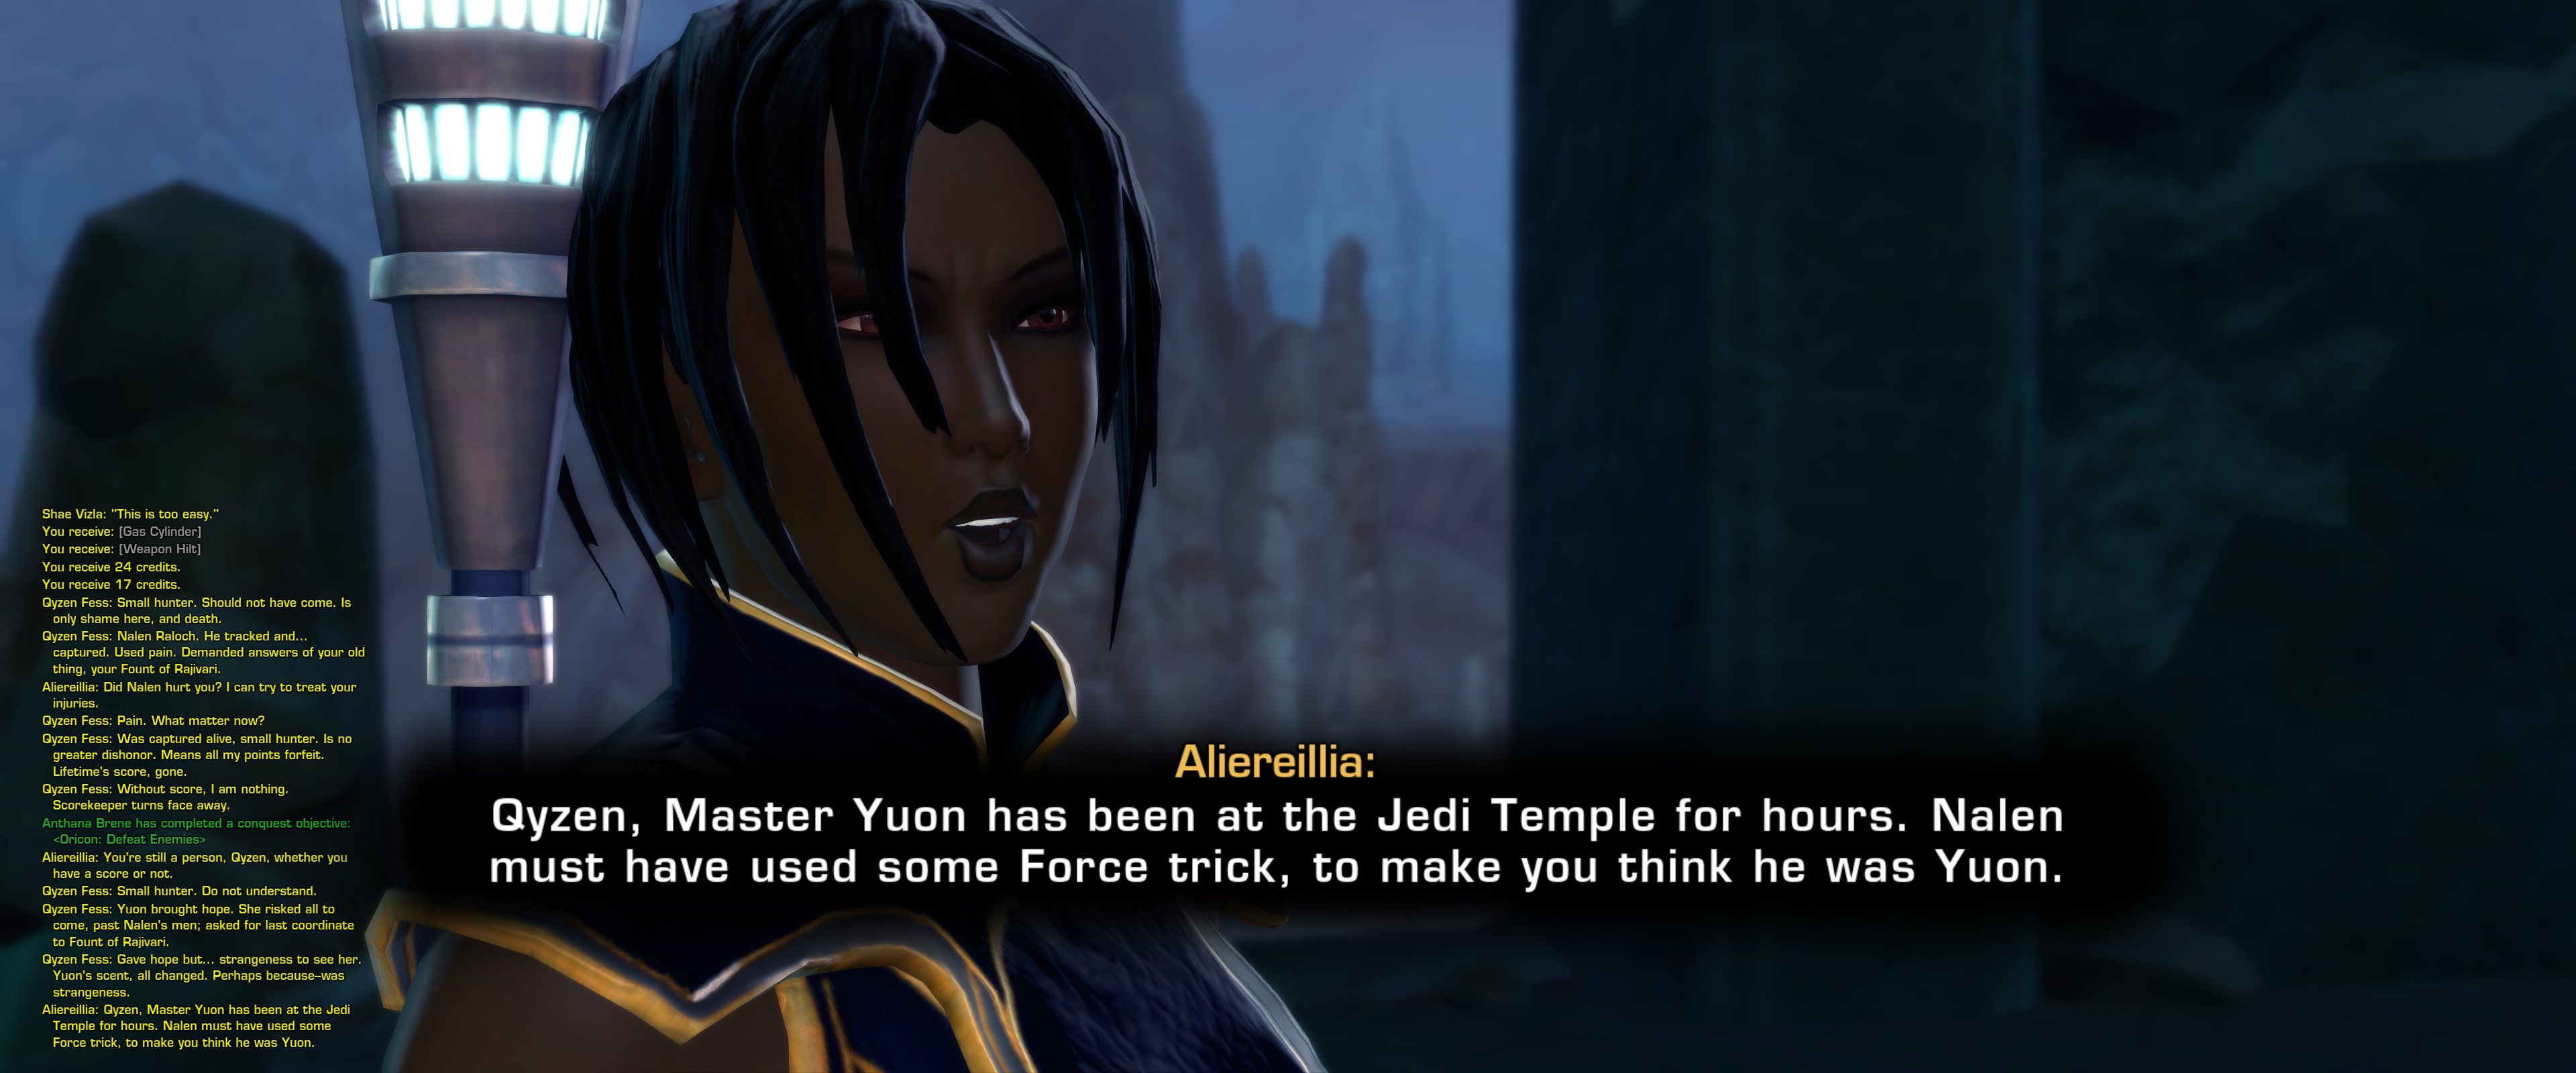 Shae Vizla: "This is too easy."
You receive: [Gas Cylinder]
You receive: [Weapon Hilt]
You receive 24 credits.
You receive 17 credits.
Qyzen Fess: Small hunter. Should not have come. Is
only shame here, and death.
Qyzen Fess: Nalen Raloch. He tracked and...
captured. Used pain. Demanded answers of your old
thing, your Fount of Rajivari.
Aliereillia: Did Nalen hurt you? I can try to treat your
injuries.
Qyzen Fess: Pain. What matter now?
Qyzen Fess: Was captured alive, small hunter. Is no
greater dishonor. Means all my points forfeit.
Lifetime's score, gone.
Qyzen Fess: Without score, I am nothing.
Scorekeeper turns face away.
Anthana Brene has completed a conquest objective:
<Oricon: Defeat Enemies>
Aliereillia: You're still a person, Qyzen, whether you
have a score or not.
Qyzen Fess: Small hunter. Do not understand.
Qyzen Fess: Yuon brought hope. She risked all to
come, past Nalen's men; asked for last coordinate
to Fount of Rajivari.
Qyzen Fess: Gave hope but... strangeness to see her.
Yuon's scent, all changed. Perhaps because–was
strangeness.
Aliereillia: Qyzen, Master Yuon has been at the Jedi
Temple for hours. Nalen must have used some
Force trick, to make you think he was Yuon.
Aliereillia:
Qyzen, Master Yuon has been at the Jedi Temple for hours. Nalen
must have used some Force trick, to make you think he was Yuon.